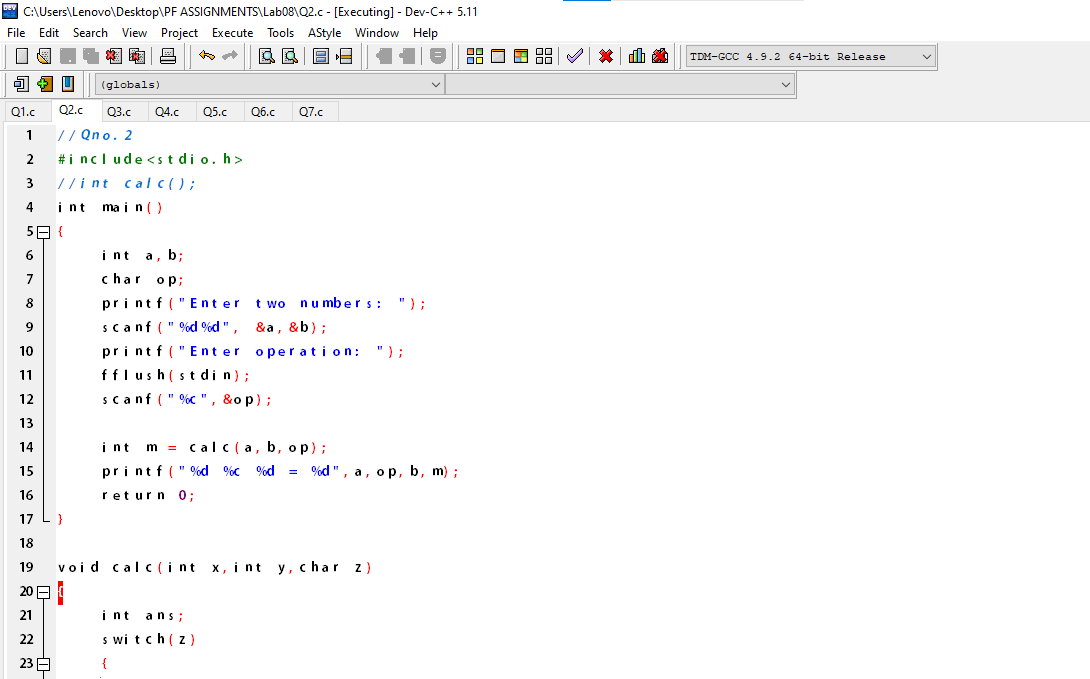 C:\Users\Lenovo\Desktop\PF ASSIGNMENTS\Lab08\Q2.c - [Executing] - Dev-C++ 5.11
File Edit Search View Project Execute Tools AStyle Window Help
TDM-GCC 4.9.2 64-bit Release
(globals)
Q1.c Q2.c Q3.c Q4.c Q5.c Q6.c Q7.c
1 //Qno. 2
2 #include<stdio.h>
3 //int calc();
4 int main()
5 {
6 int a,b;
7 char op;
8 printf("Enter two numbers: ");
9 scanf("%d%d", &a,&b);
10 printf("Enter operation: ");
11 fflush(stdin);
12 scanf("%c",&op);
13
14 int m = calc(a,b,op);
15 printf("%d %c %d = %d",a,op,b,m);
16 return 0;
17 }
18
19 void calc(int x,int y,char z)
20 {
21 int ans;
22 switch(z)
23 {